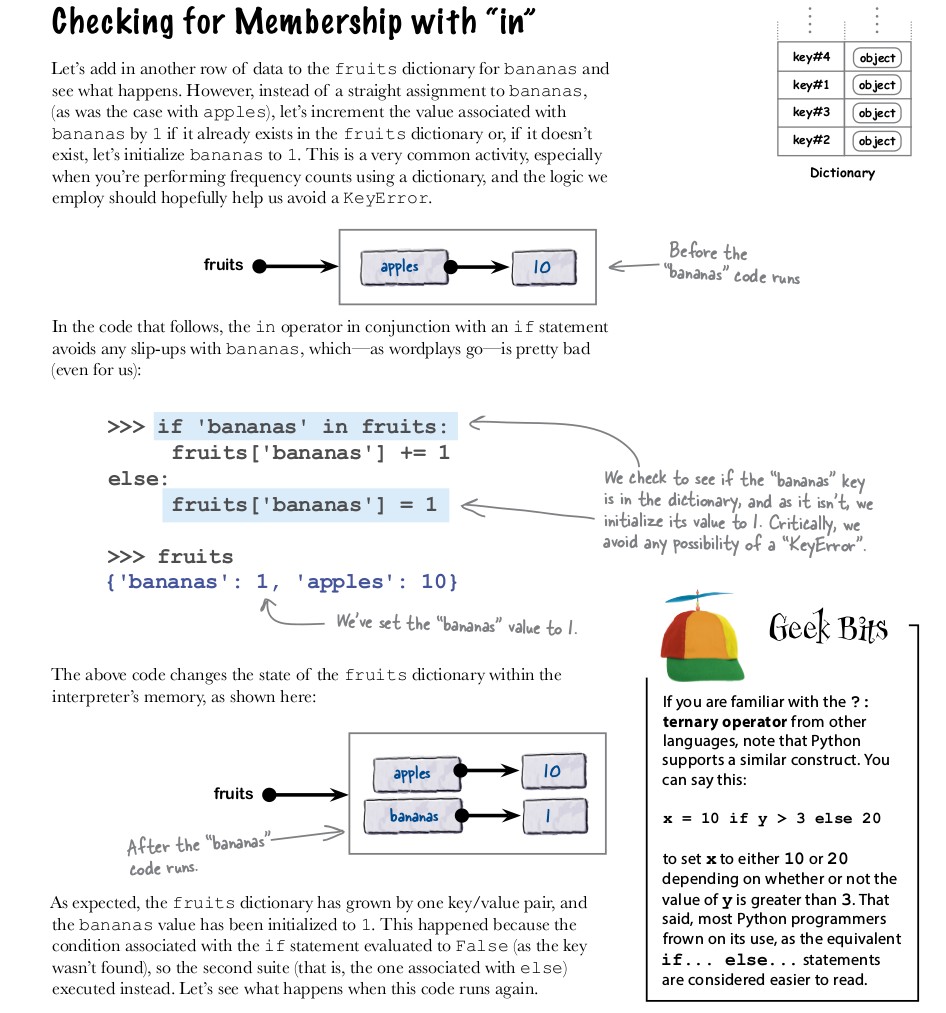 Checking for Membership with “in”
Let’s add in another row of data to the fruits dictionary for bananas and
see what happens. However, instead of a straight assignment to bananas,
(as was the case with apples), let’s increment the value associated with
bananas by 1 if it already exists in the fruits dictionary or, if it doesn’t
exist, let’s initialize bananas to 1. This is a very common activity, especially
when you’re performing frequency counts using a dictionary, and the logic we
employ should hopefully help us avoid a KeyError.
key#4 object
key#1 object
key#3 object
key#2 object
Dictionary
fruits apples 10
Before the
“bananas” code runs
In the code that follows, the in operator in conjunction with an if statement
avoids any slip-ups with bananas, which—as wordplays go—is pretty bad
(even for us):
>>> if 'bananas' in fruits:
fruits['bananas'] += 1
else:
fruits['bananas'] = 1
>>> fruits
{'bananas': 1, 'apples': 10}
We check to see if the “bananas” key
is in the dictionary, and as it isn’t, we
initialize its value to 1. Critically, we
avoid any possibility of a “KeyError”.
We’ve set the “bananas” value to 1.
The above code changes the state of the fruits dictionary within the
interpreter’s memory, as shown here:
apples 10
fruits
bananas 1
After the “bananas”
code runs.
As expected, the fruits dictionary has grown by one key/value pair, and
the bananas value has been initialized to 1. This happened because the
condition associated with the if statement evaluated to False (as the key
wasn’t found), so the second suite (that is, the one associated with else)
executed instead. Let’s see what happens when this code runs again.
Geek Bits
If you are familiar with the ? :
ternary operator from other
languages, note that Python
supports a similar construct. You
can say this:
x = 10 if y > 3 else 20
to set x to either 10 or 20
depending on whether or not the
value of y is greater than 3. That
said, most Python programmers
frown on its use, as the equivalent
if... else... statements
are considered easier to read.